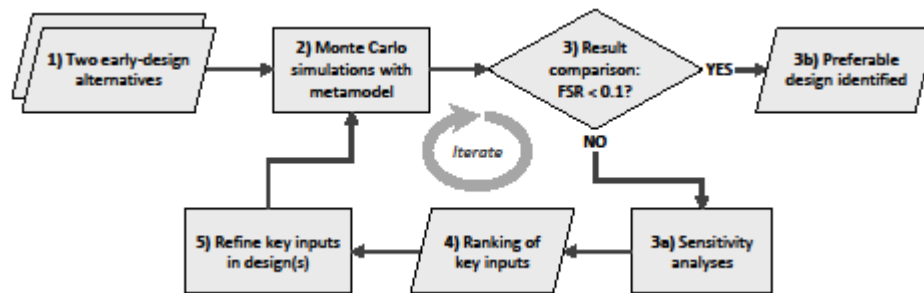 1) Two early-design
alternatives
2) Monte Carlo
simulations with
metamodel
3) Result
comparison:
FSR < 0.1?
YES
3b) Preferable
design identified
Iterate
NO
5) Refine key inputs
in design(s)
4) Ranking of
key inputs
3a) Sensitivity
analyses